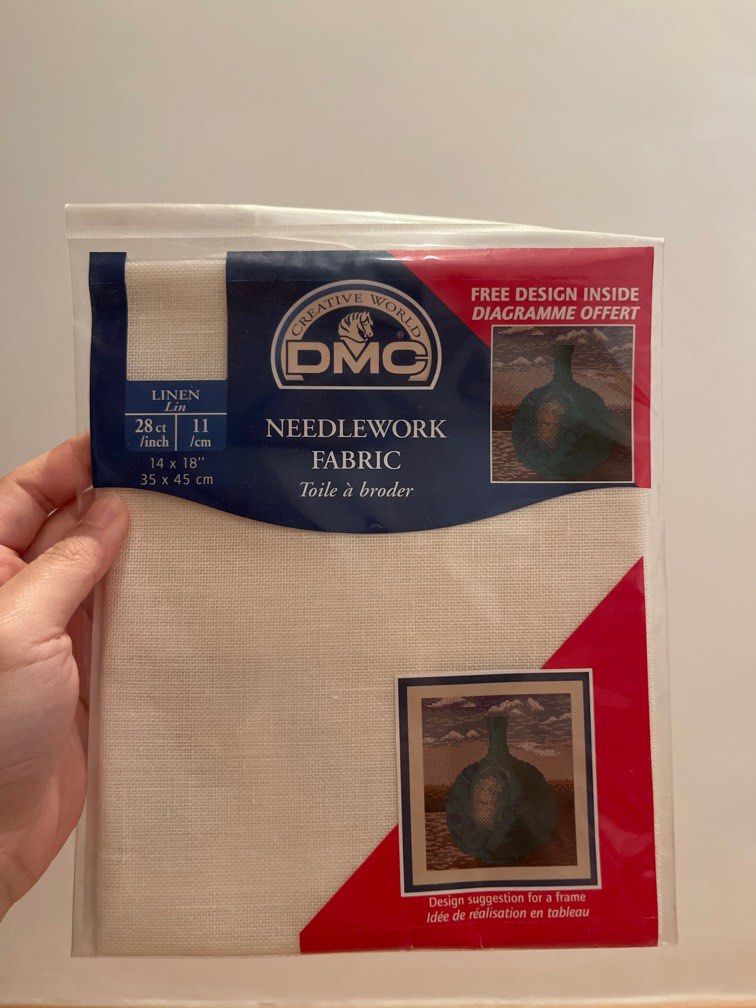 CREATIVE WORLD
DMC®
NEEDLEWORK
FABRIC
Toile à broder
LINEN
Lin
28 ct | 11
/inch | /cm
14 x 18"
35 x 45 cm
FREE DESIGN INSIDE
DIAGRAMME OFFERT
Design suggestion for a frame
Idée de réalisation en tableau